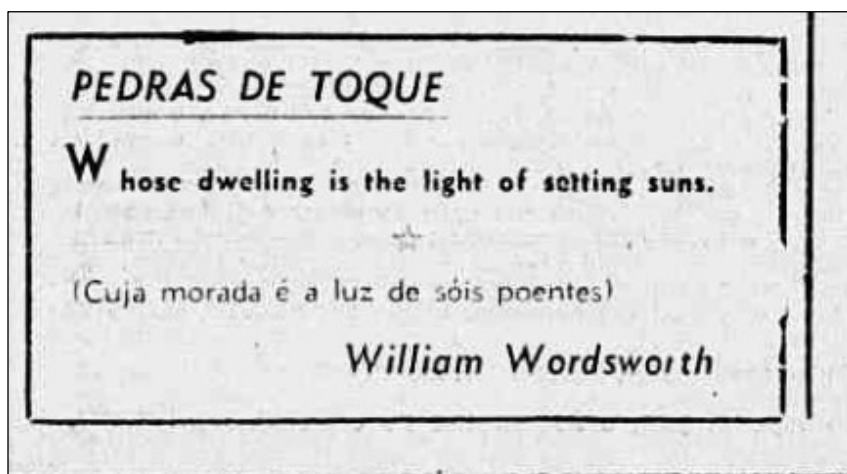 PEDRAS DE TOQUE
Whose dwelling is the light of setting suns.
(Cuja morada é a luz de sóis poentes)
William Wordsworth